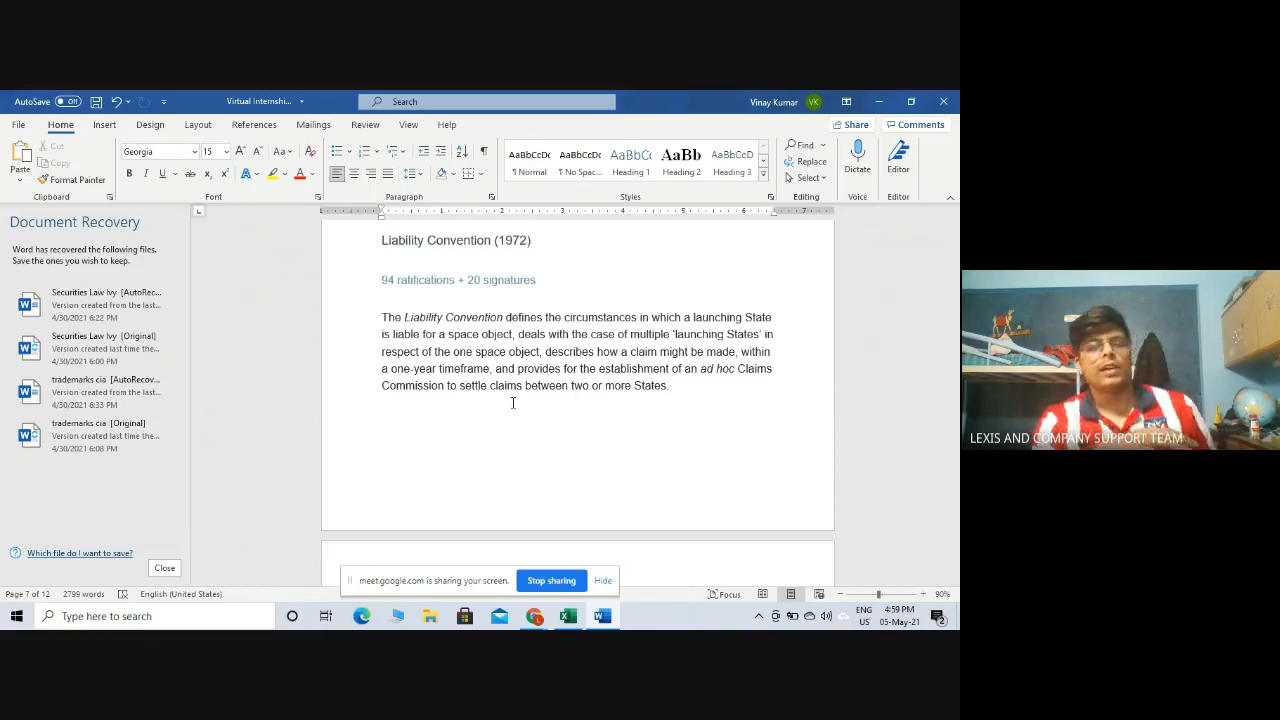 AutoSave Off
Virtual Internshi...
Search
Vinay Kumar VK
File Home Insert Design Layout References Mailings Review View Help
Share Comments
Paste
Cut
Copy
Format Painter
Clipboard
Georgia 15
Font
Paragraph
AaBbCcDc AaBbCcDc AaBbCc AaBb AaBbCcD
¶ Normal ¶ No Spac... Heading 1 Heading 2 Heading 3
Styles
Find
Replace
Select
Editing
Dictate
Voice
Editor
Editor
Document Recovery
Word has recovered the following files.
Save the ones you wish to keep.
Securities Law Ivy [AutoRec...
Version created from the last...
4/30/2021 6:22 PM
Securities Law Ivy [Original]
Version created from the last...
4/30/2021 6:00 PM
trademarks cia [AutoRecov...
Version created from the last...
4/30/2021 6:33 PM
trademarks cia [Original]
Version created last time the...
4/30/2021 6:08 PM
Which file do I want to save?
Close
Liability Convention (1972)
94 ratifications + 20 signatures
The Liability Convention defines the circumstances in which a launching State
is liable for a space object, deals with the case of multiple ‘launching States’ in
respect of the one space object, describes how a claim might be made, within
a one-year timeframe, and provides for the establishment of an ad hoc Claims
Commission to settle claims between two or more States.
meet.google.com is sharing your screen. Stop sharing Hide
Page 7 of 12 2799 words English (United States)
Focus 90%
Type here to search
ENG
US
4:59 PM
05-May-21
2
LEXIS AND COMPANY SUPPORT TEAM